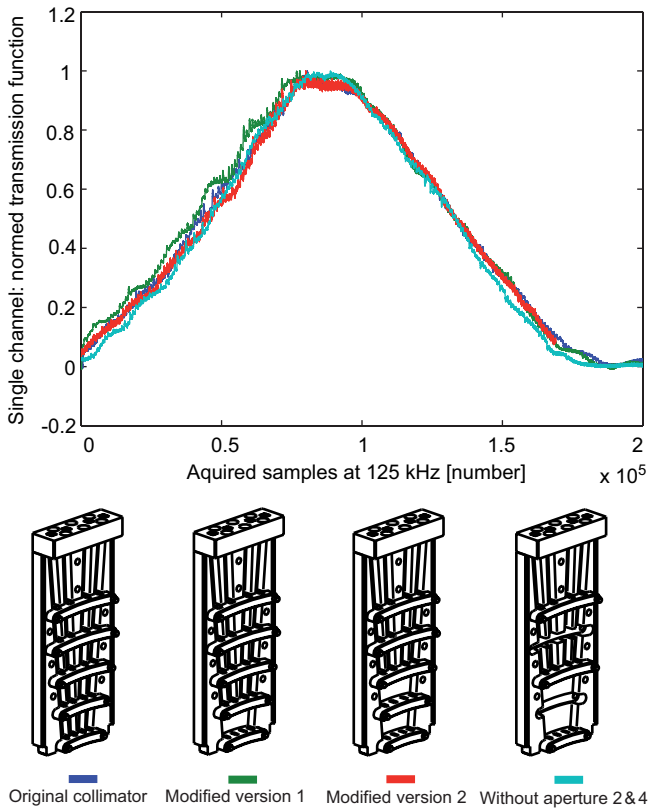 Single channel: normed transmission function
1.2
1
0.8
0.6
0.4
0.2
0
-0.2
0 0.5 1 1.5 2
x 10⁵
Aquired samples at 125 kHz [number]
Original collimator Modified version 1 Modified version 2 Without aperture 2&4